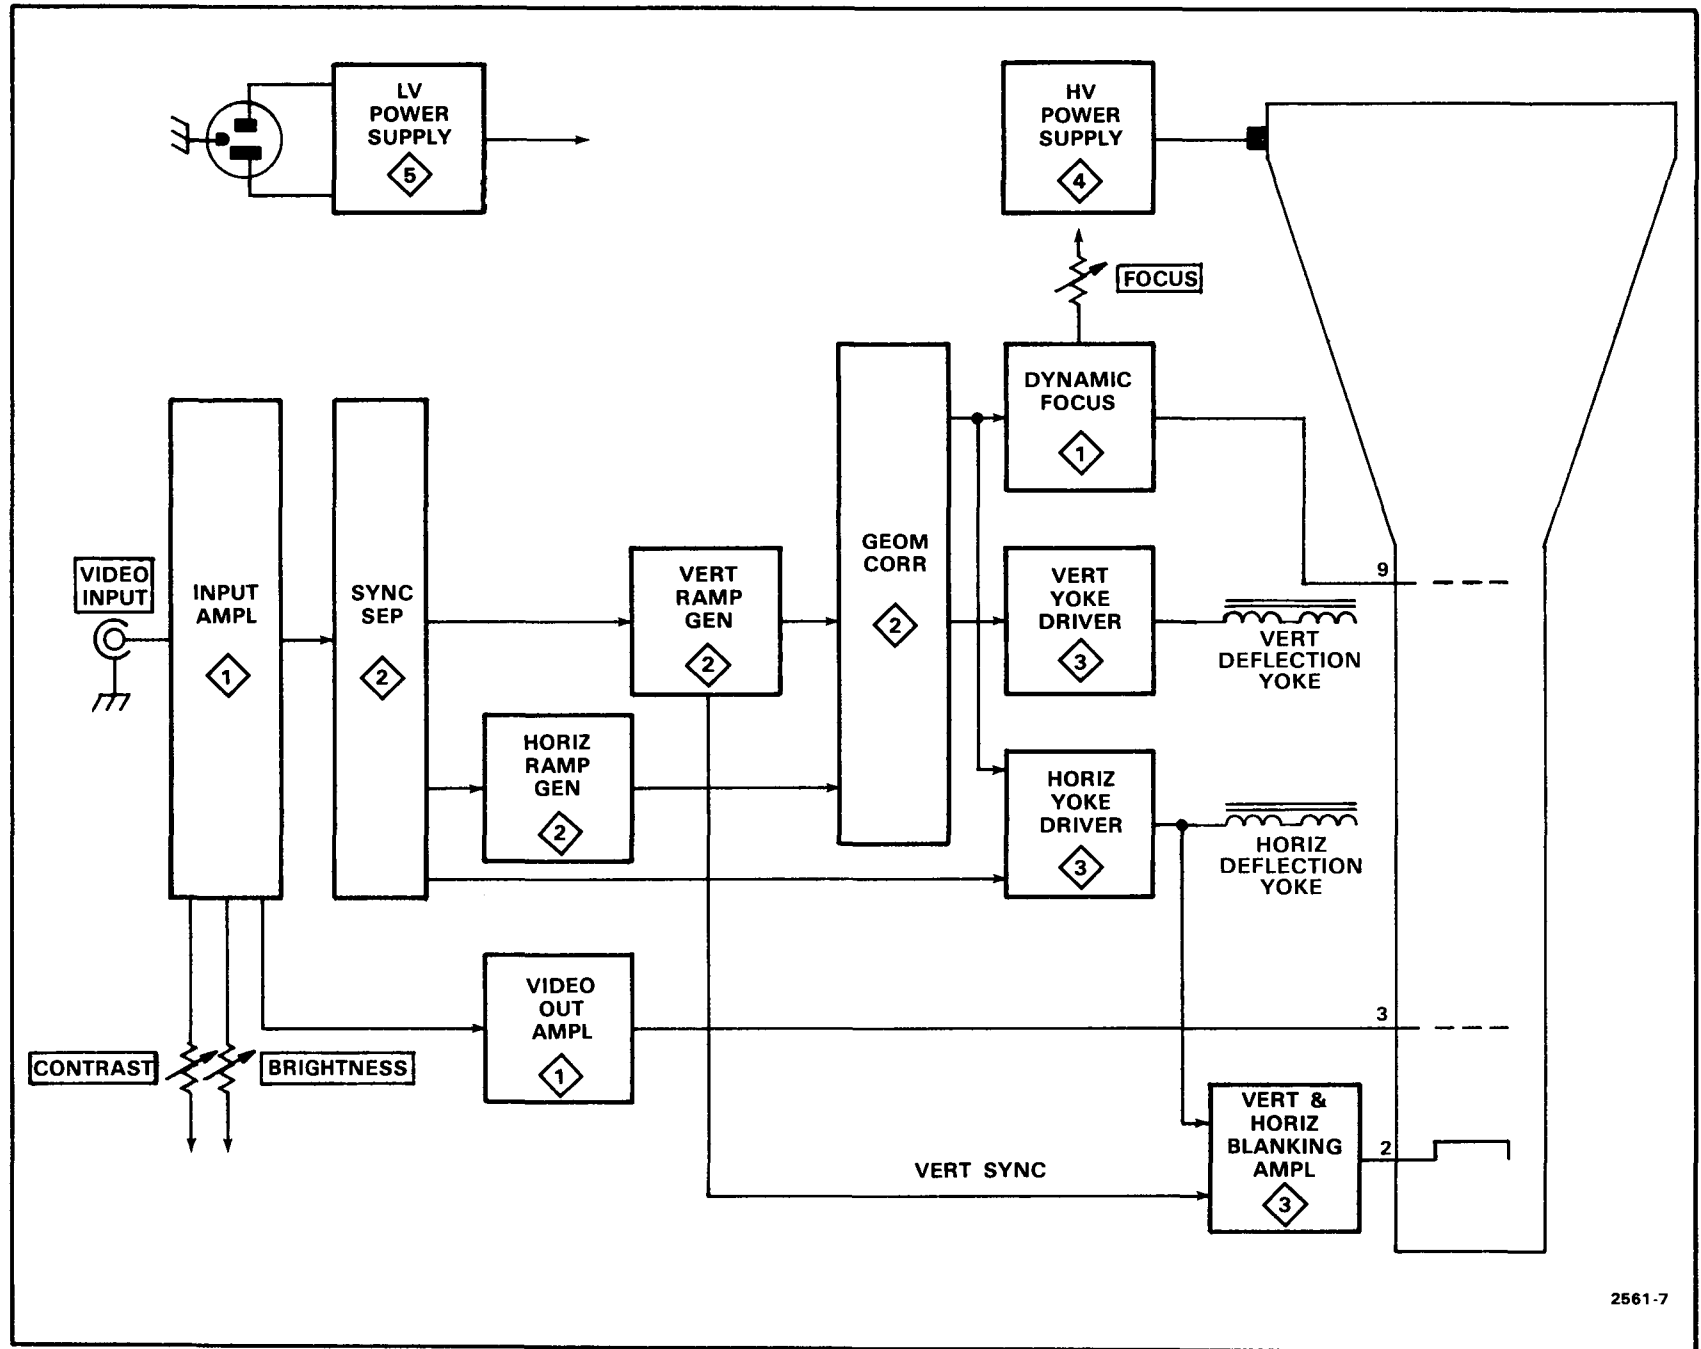 LV
POWER
SUPPLY
5
HV
POWER
SUPPLY
4
FOCUS
DYNAMIC
FOCUS
1
GEOM
CORR
2
VIDEO
INPUT
INPUT
AMPL
1
SYNC
SEP
2
VERT
RAMP
GEN
2
VERT
YOKE
DRIVER
3
9
VERT
DEFLECTION
YOKE
HORIZ
RAMP
GEN
2
HORIZ
YOKE
DRIVER
3
HORIZ
DEFLECTION
YOKE
VIDEO
OUT
AMPL
1
3
CONTRAST
BRIGHTNESS
VERT &
HORIZ
BLANKING
AMPL
3
2
VERT SYNC
2561-7